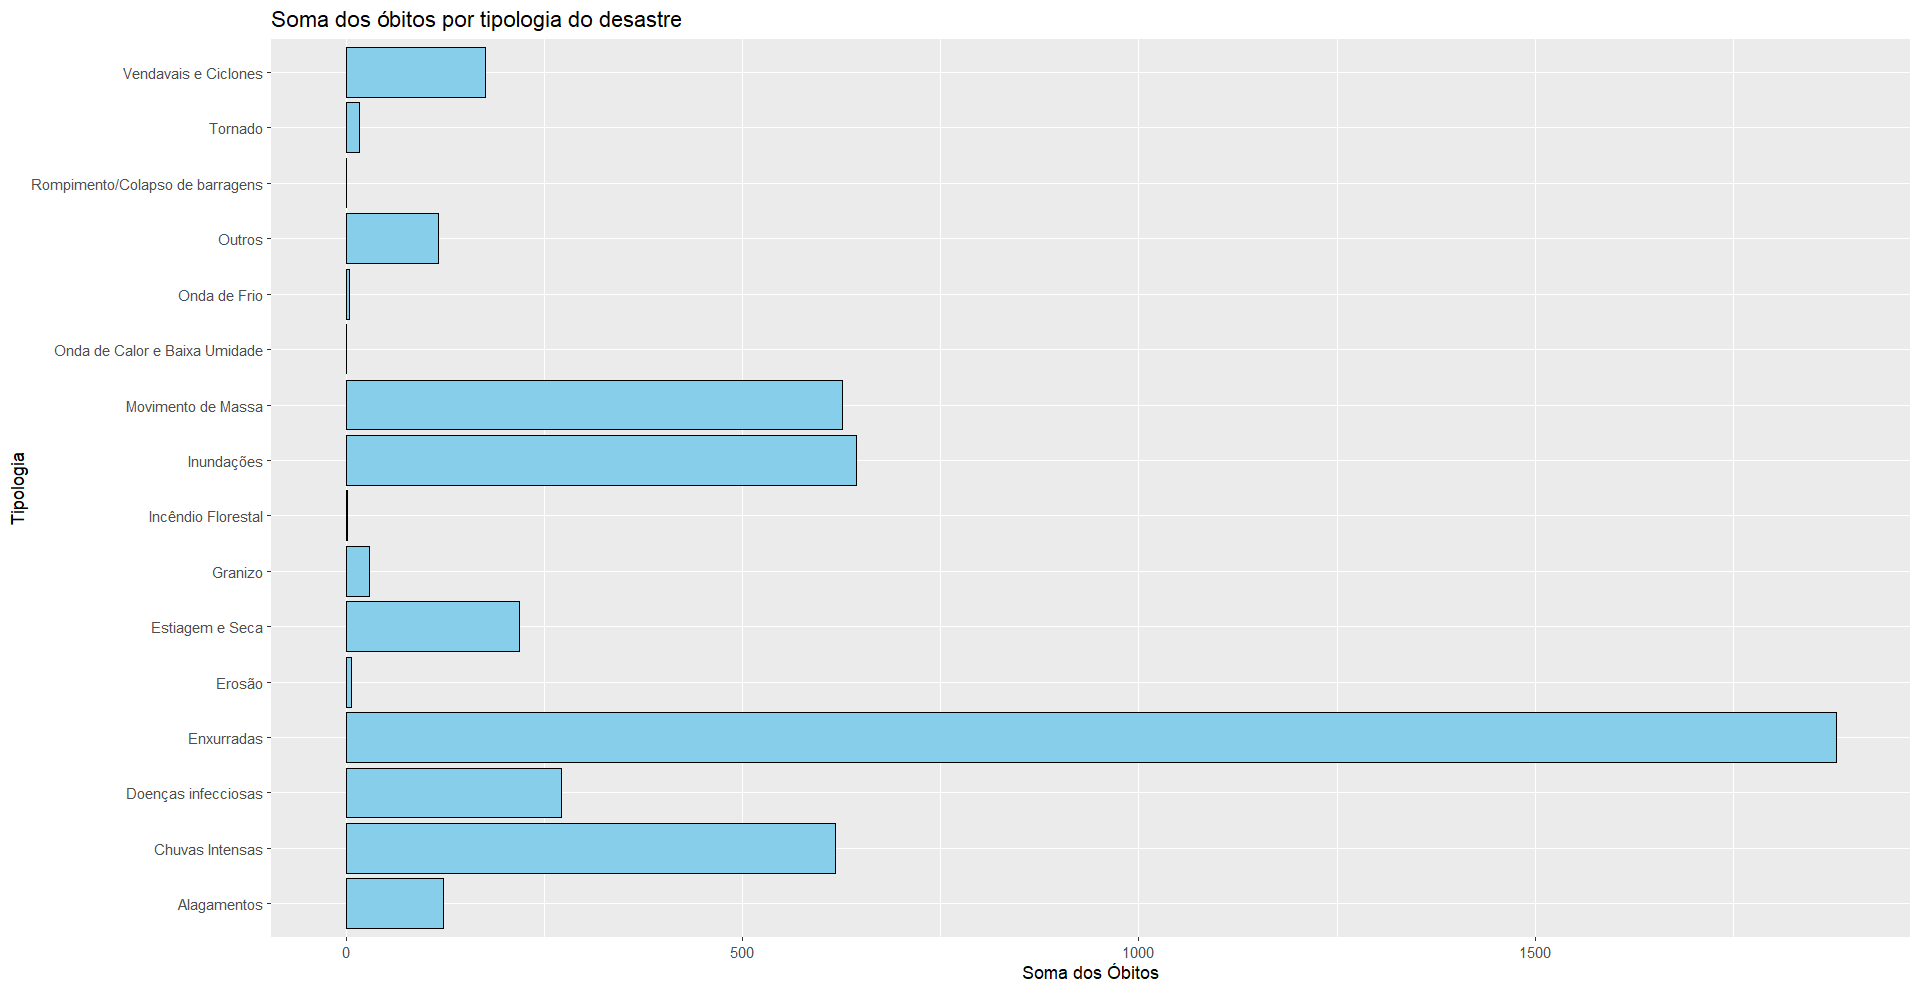 Soma dos óbitos por tipologia do desastre
Vendavais e Ciclones
Tornado
Rompimento/Colapso de barragens
Outros
Onda de Frio
Onda de Calor e Baixa Umidade
Movimento de Massa
Inundações
Incêndio Florestal
Granizo
Estiagem e Seca
Erosão
Enxurradas
Doenças infecciosas
Chuvas Intensas
Alagamentos
Tipologia
0 500 1000 1500
Soma dos Óbitos